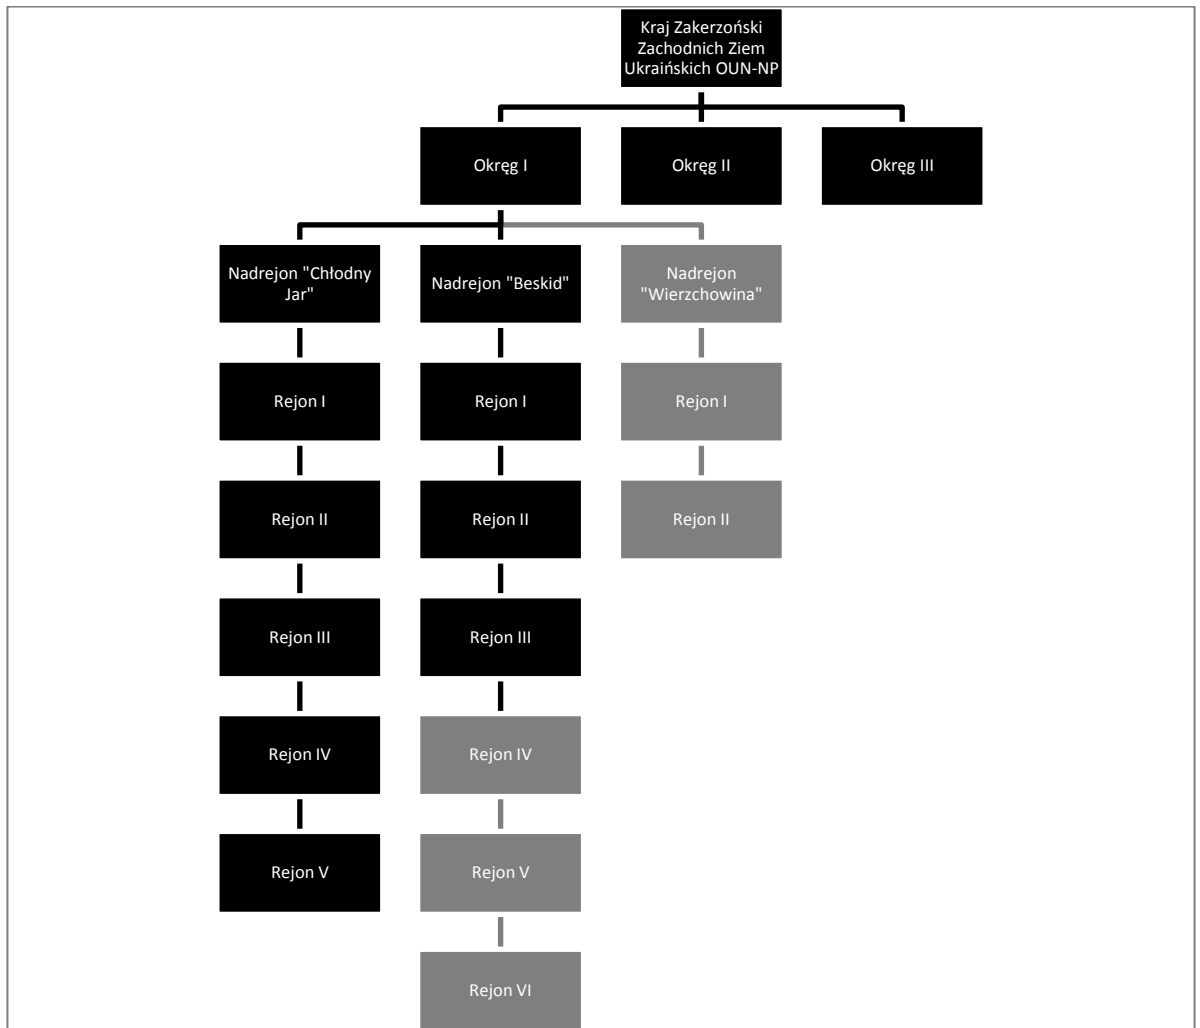 Kraj Zakerzoński
Zachodnich Ziem
Ukraińskich OUN-NP
Okręg I
Okręg II
Okręg III
Nadrejon "Chłodny
Jar"
Nadrejon "Beskid"
Nadrejon
"Wierzchowina"
Rejon I
Rejon I
Rejon I
Rejon II
Rejon II
Rejon II
Rejon III
Rejon III
Rejon IV
Rejon IV
Rejon V
Rejon V
Rejon VI